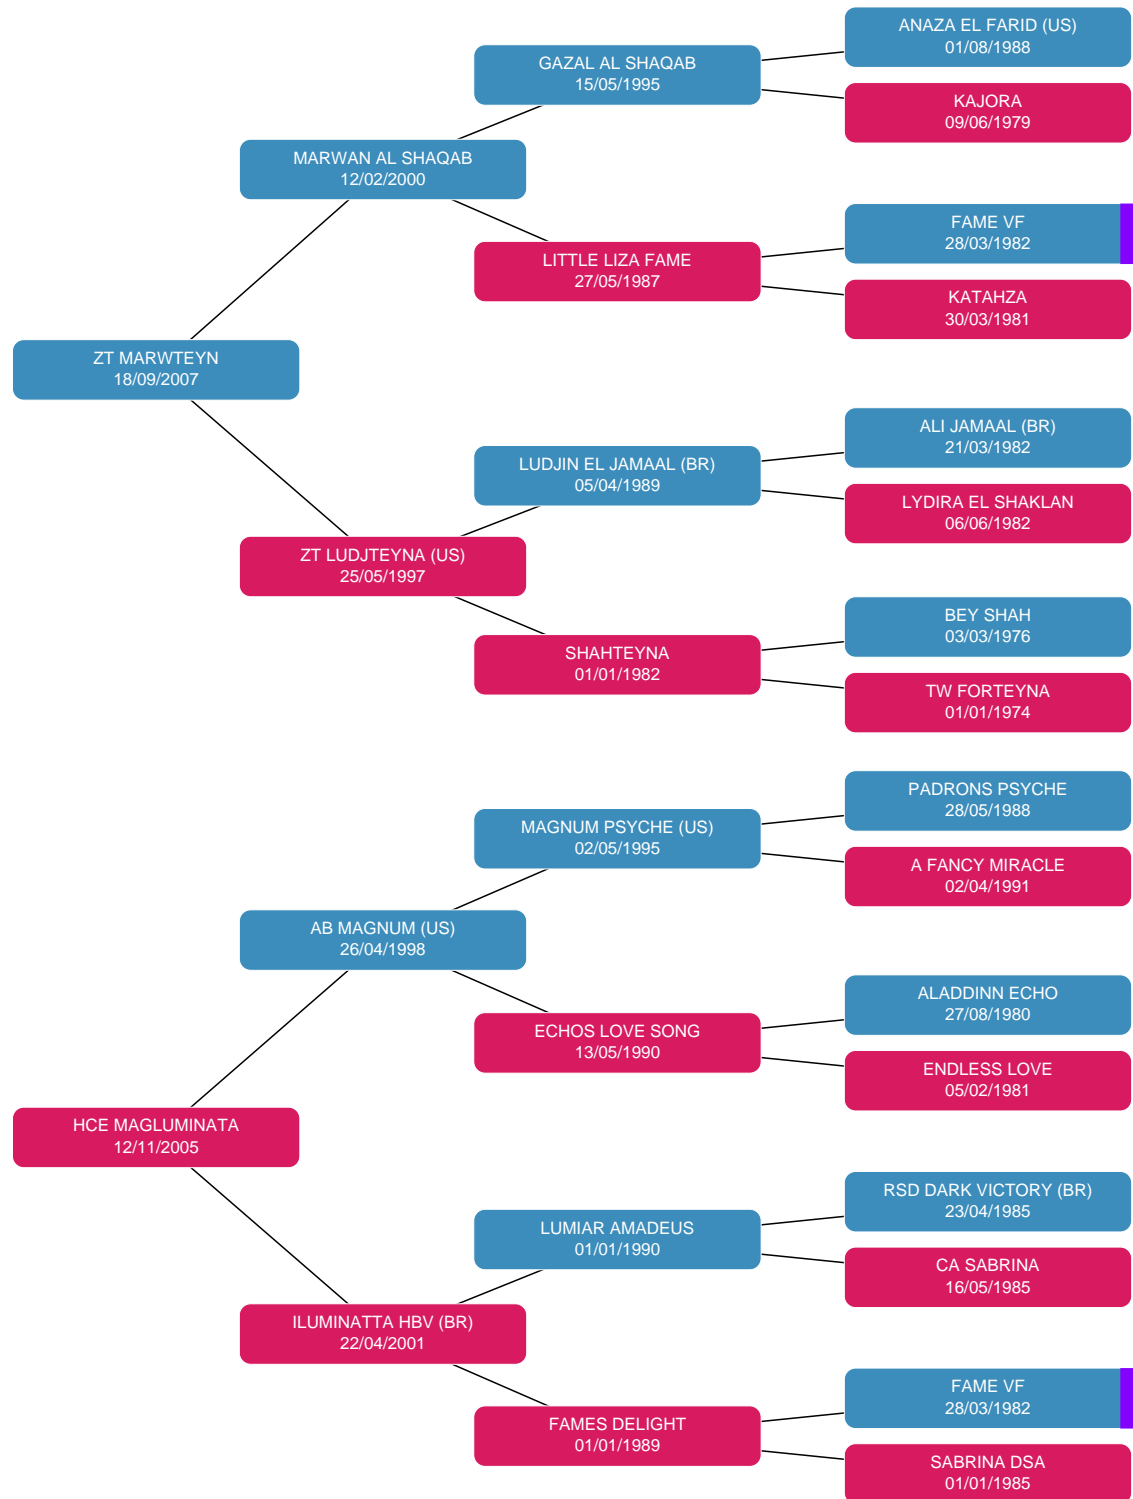 ANAZA EL FARID (US)
01/08/1988
GAZAL AL SHAQAB
15/05/1995
KAJORA
09/06/1979
MARWAN AL SHAQAB
12/02/2000
FAME VF
28/03/1982
LITTLE LIZA FAME
27/05/1987
KATAHZA
30/03/1981
ZT MARWTEYN
18/09/2007
ALI JAMAAL (BR)
21/03/1982
LUDJIN EL JAMAAL (BR)
05/04/1989
LYDIRA EL SHAKLAN
06/06/1982
ZT LUDJTEYNA (US)
25/05/1997
BEY SHAH
03/03/1976
SHAHTEYNA
01/01/1982
TW FORTEYNA
01/01/1974
PADRONS PSYCHE
28/05/1988
MAGNUM PSYCHE (US)
02/05/1995
A FANCY MIRACLE
02/04/1991
AB MAGNUM (US)
26/04/1998
ALADDINN ECHO
27/08/1980
ECHOS LOVE SONG
13/05/1990
ENDLESS LOVE
05/02/1981
HCE MAGLUMINATA
12/11/2005
RSD DARK VICTORY (BR)
23/04/1985
LUMIAR AMADEUS
01/01/1990
CA SABRINA
16/05/1985
ILUMINATTA HBV (BR)
22/04/2001
FAME VF
28/03/1982
FAMES DELIGHT
01/01/1989
SABRINA DSA
01/01/1985